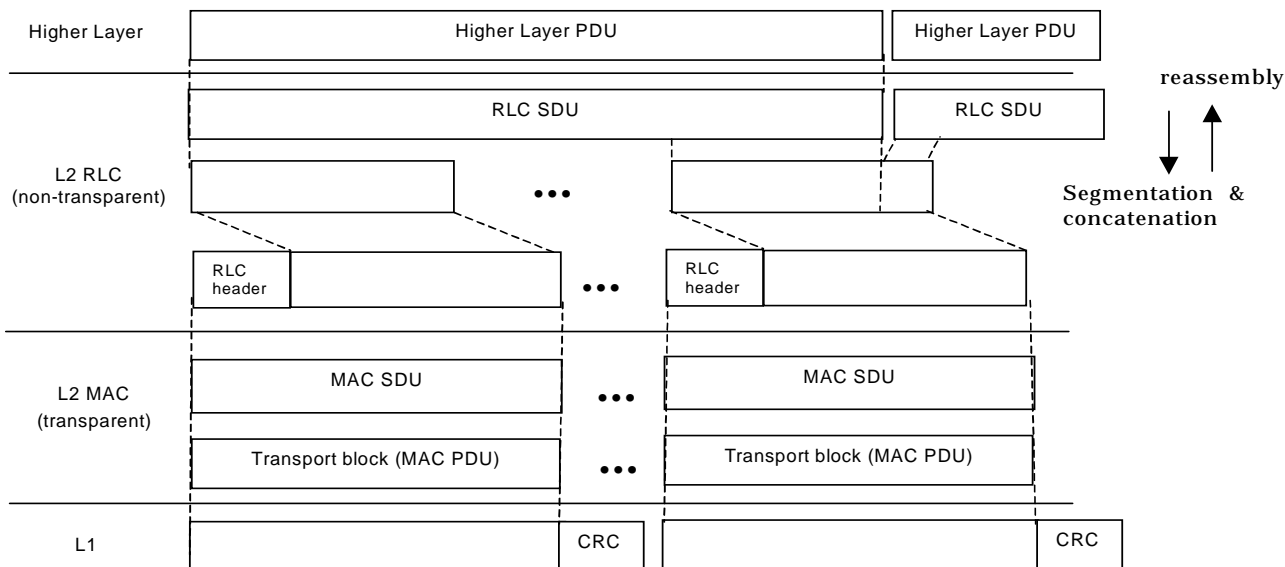 Higher Layer
Higher Layer PDU
Higher Layer PDU
reassembly
RLC SDU
RLC SDU
L2 RLC
(non-transparent)
Segmentation &
concatenation
RLC
header
RLC
header
L2 MAC
(transparent)
MAC SDU
MAC SDU
Transport block (MAC PDU)
Transport block (MAC PDU)
L1
CRC
CRC